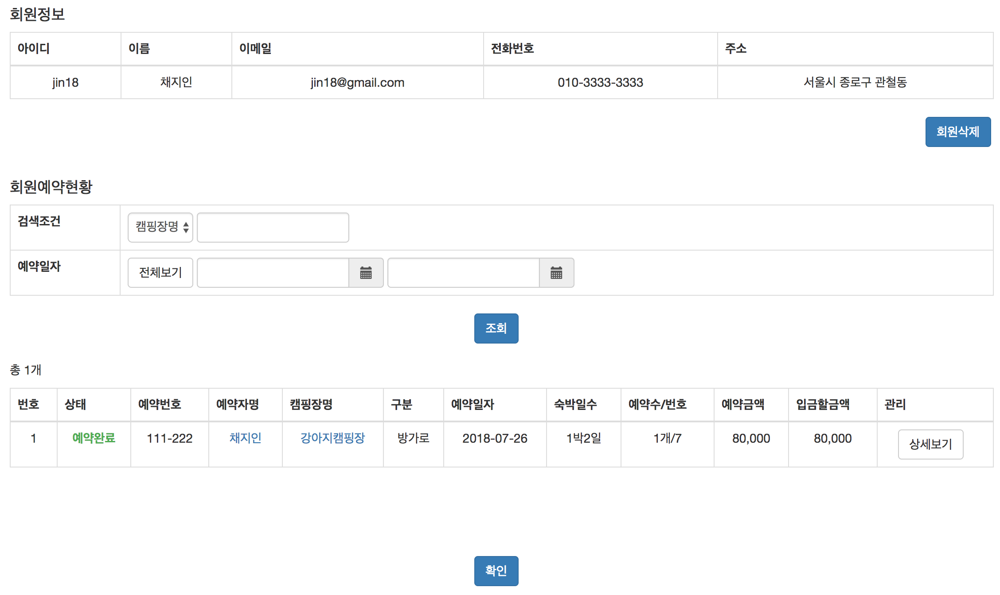 회원정보
아이디 이름 이메일 전화번호 주소
jin18 채지인 jin18@gmail.com 010-3333-3333 서울시 종로구 관철동
회원삭제
회원예약현황
검색조건 캠핑장명
예약일자 전체보기
조회
총 1개
번호 상태 예약번호 예약자명 캠핑장명 구분 예약일자 숙박일수 예약수/번호 예약금액 입금할금액 관리
1 예약완료 111-222 채지인 강아지캠핑장 방가로 2018-07-26 1박2일 1개/7 80,000 80,000 상세보기
확인